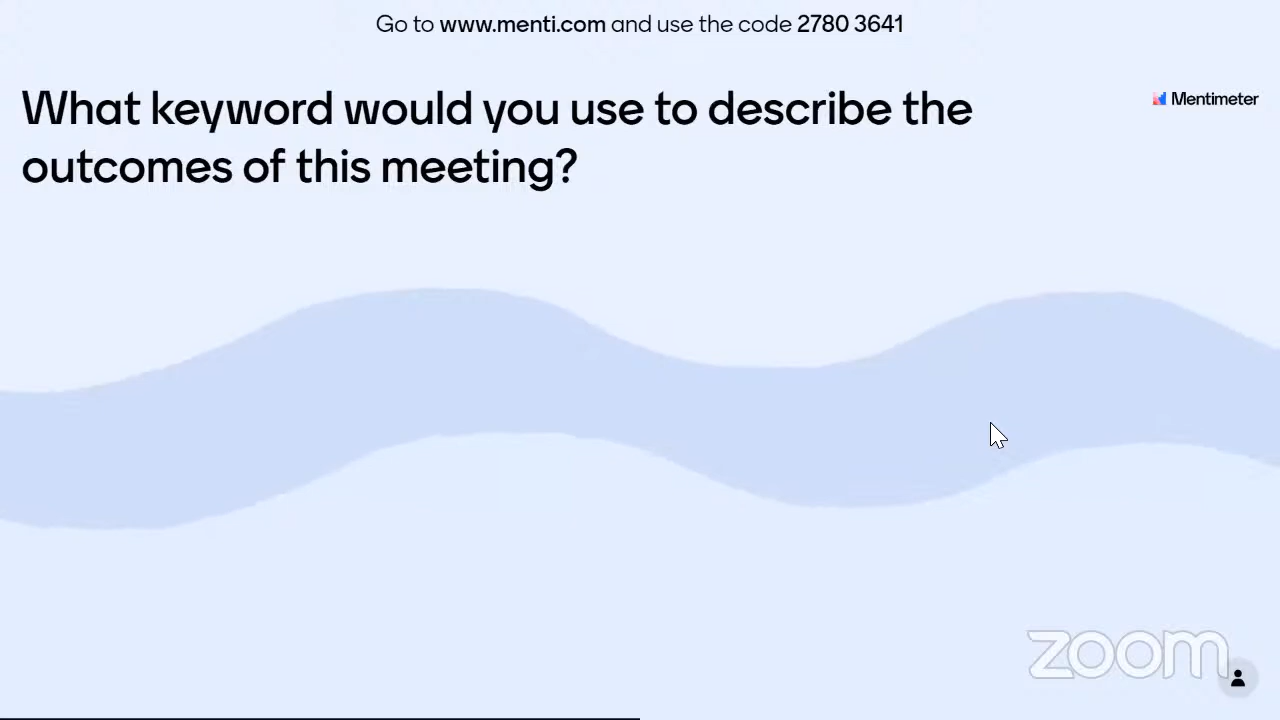 Go to www.menti.com and use the code 2780 3641
What keyword would you use to describe the
outcomes of this meeting?
Mentimeter
zoom